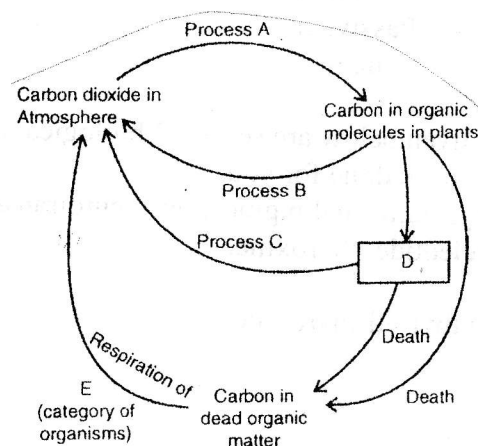 Process A
Carbon dioxide in
Atmosphere
Carbon in organic
molecules in plants
Process B
Process C
D
Death
Respiration of
E
(category of
organisms)
Carbon in
dead organic
matter
Death